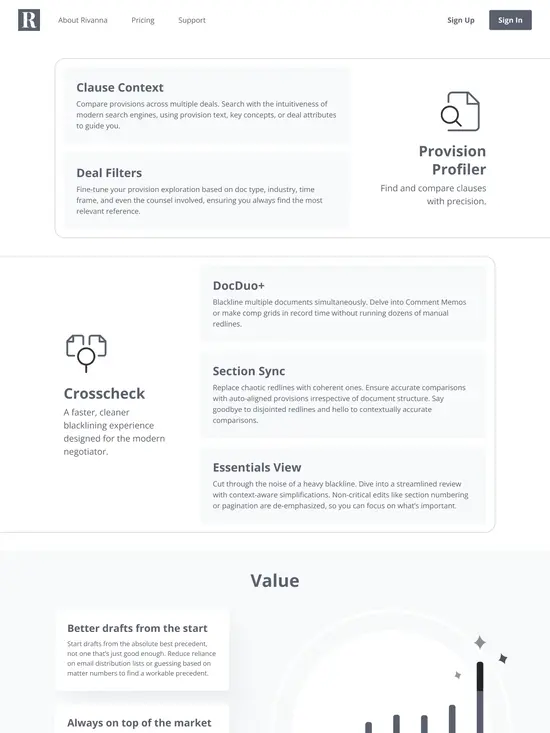 R
About Rivanna
Pricing
Support
Sign Up
Sign In
Clause Context
Compare provisions across multiple deals. Search with the intuitiveness of
modern search engines, using provision text, key concepts, or deal attributes
to guide you.
Deal Filters
Fine-tune your provision exploration based on doc type, industry, time
frame, and even the counsel involved, ensuring you always find the most
relevant reference.
Provision
Profiler
Find and compare clauses
with precision.
Crosscheck
A faster, cleaner
blacklining experience
designed for the modern
negotiator.
DocDuo+
Blackline multiple documents simultaneously. Delve into Comment Memos
or make comp grids in record time without running dozens of manual
redlines.
Section Sync
Replace chaotic redlines with coherent ones. Ensure accurate comparisons
with auto-aligned provisions irrespective of document structure. Say
goodbye to disjointed redlines and hello to contextually accurate
comparisons.
Essentials View
Cut through the noise of a heavy blackline. Dive into a streamlined review
with context-aware simplifications. Non-critical edits like section numbering
or pagination are de-emphasized, so you can focus on what's important.
Value
Better drafts from the start
Start drafts from the absolute best precedent,
not one that's just good enough. Reduce reliance
on email distribution lists or guessing based on
matter numbers to find a workable precedent.
Always on top of the market